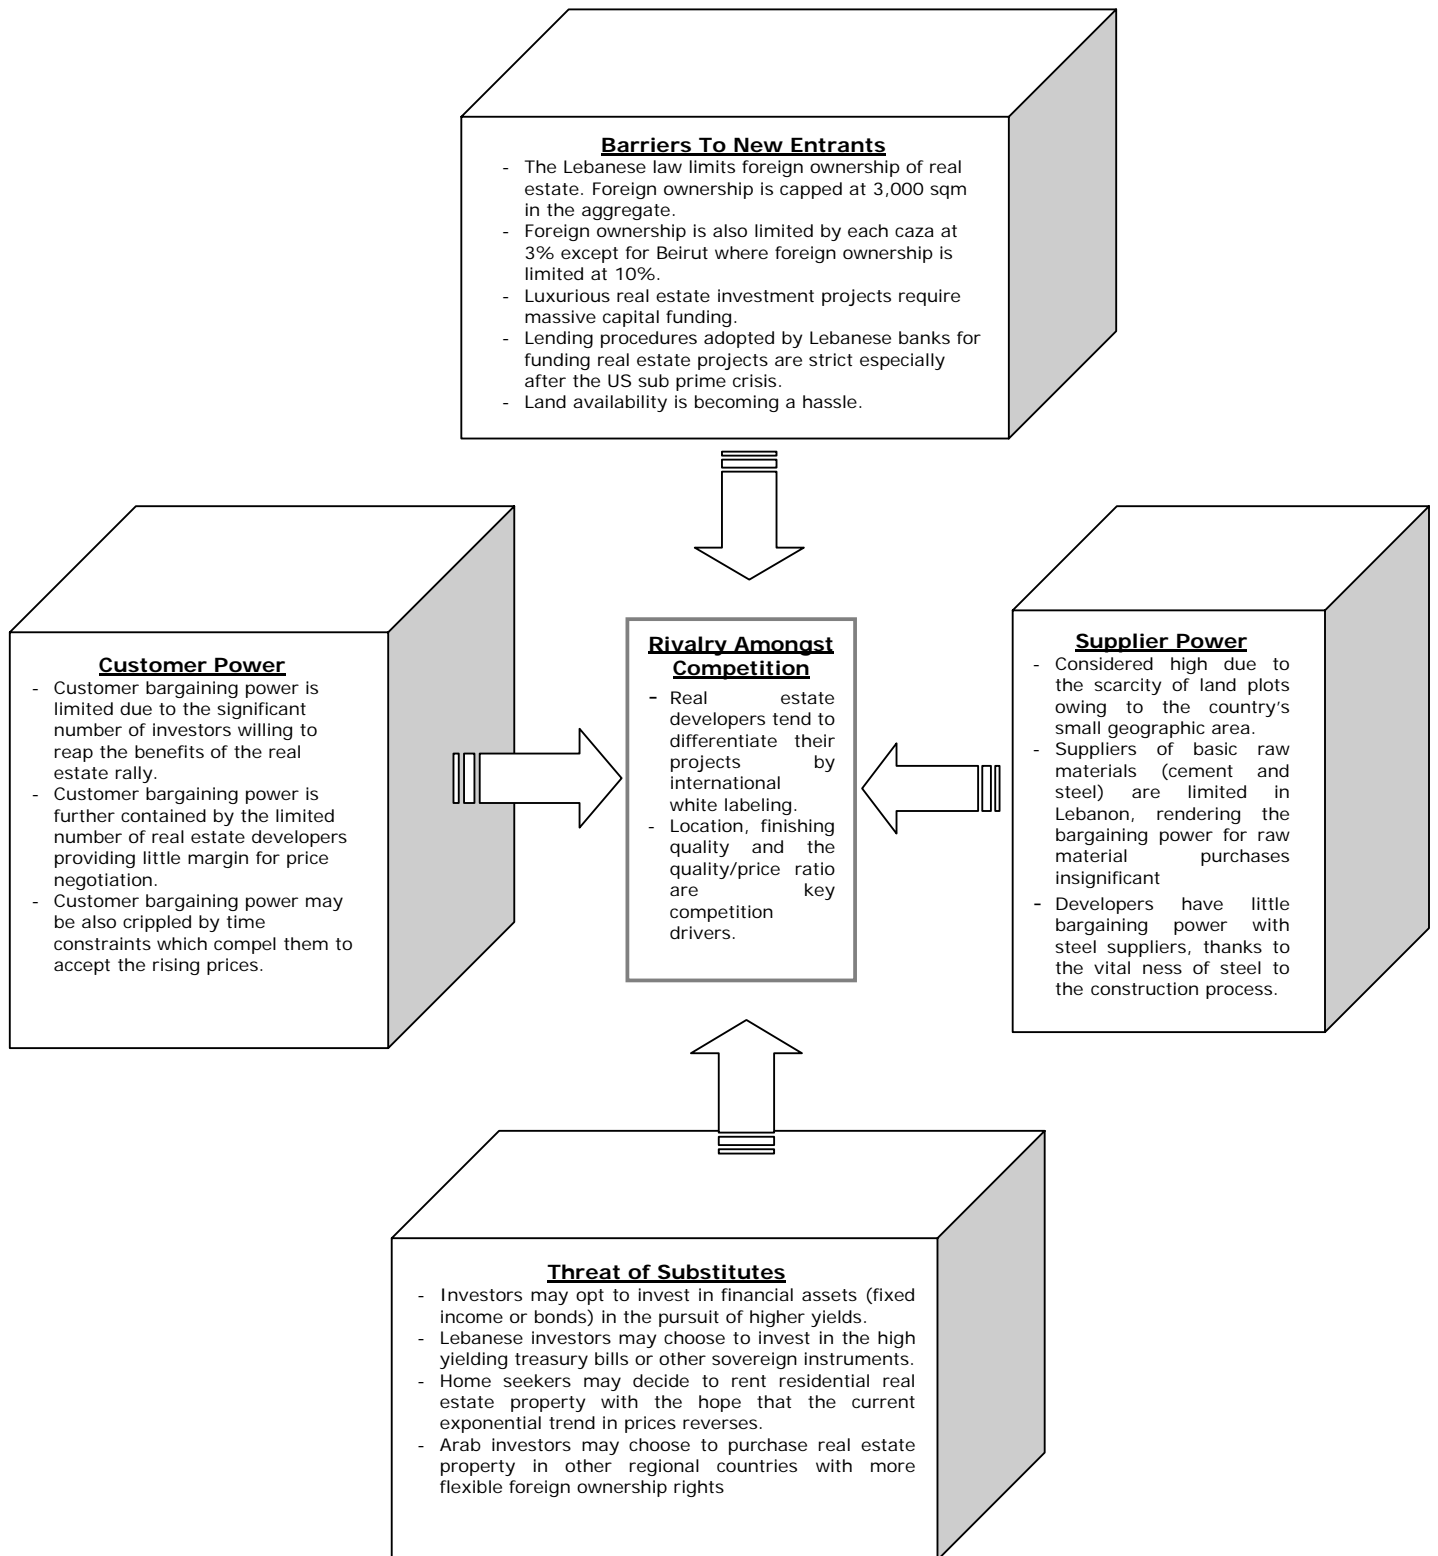 Barriers To New Entrants
- The Lebanese law limits foreign ownership of real
estate. Foreign ownership is capped at 3,000 sqm
in the aggregate.
- Foreign ownership is also limited by each caza at
3% except for Beirut where foreign ownership is
limited at 10%.
- Luxurious real estate investment projects require
massive capital funding.
- Lending procedures adopted by Lebanese banks for
funding real estate projects are strict especially
after the US sub prime crisis.
- Land availability is becoming a hassle.
Customer Power
- Customer bargaining power is
limited due to the significant
number of investors willing to
reap the benefits of the real
estate rally.
- Customer bargaining power is
further contained by the limited
number of real estate developers
providing little margin for price
negotiation.
- Customer bargaining power may
be also crippled by time
constraints which compel them to
accept the rising prices.
Rivalry Amongst
Competition
- Real estate
developers tend to
differentiate their
projects by
international
white labeling.
- Location, finishing
quality and the
quality/price ratio
are key
competition
drivers.
Supplier Power
- Considered high due to
the scarcity of land plots
owing to the country's
small geographic area.
- Suppliers of basic raw
materials (cement and
steel) are limited in
Lebanon, rendering the
bargaining power for raw
material purchases
insignificant
- Developers have little
bargaining power with
steel suppliers, thanks to
the vital ness of steel to
the construction process.
Threat of Substitutes
- Investors may opt to invest in financial assets (fixed
income or bonds) in the pursuit of higher yields.
- Lebanese investors may choose to invest in the high
yielding treasury bills or other sovereign instruments.
- Home seekers may decide to rent residential real
estate property with the hope that the current
exponential trend in prices reverses.
- Arab investors may choose to purchase real estate
property in other regional countries with more
flexible foreign ownership rights